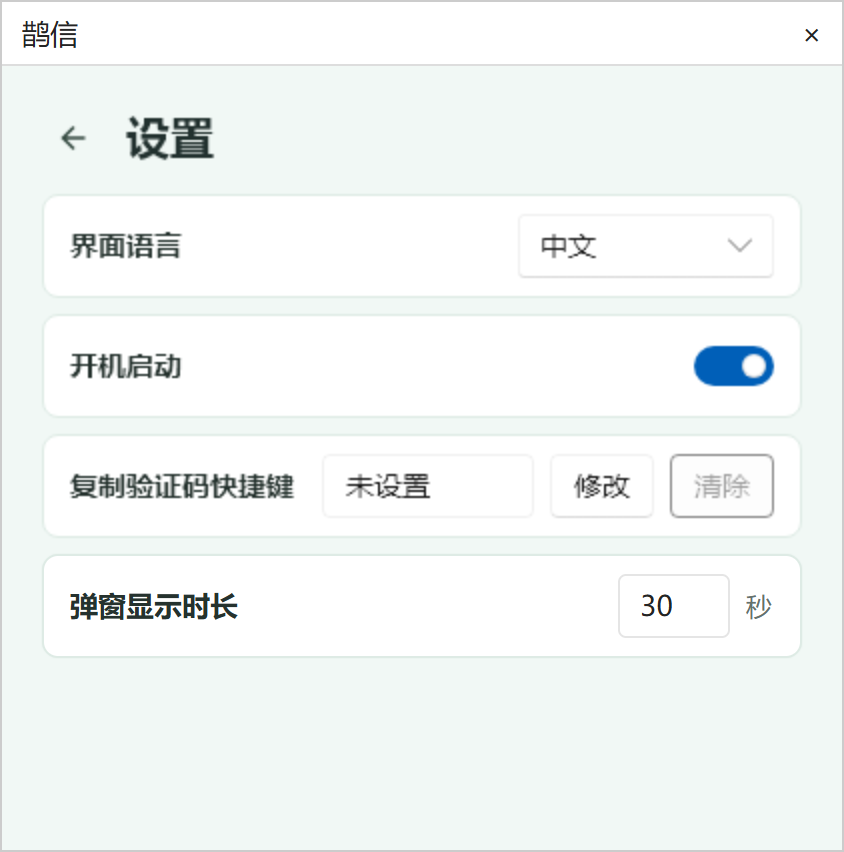 鹊信
设置
界面语言 中文
开机启动
复制验证码快捷键 未设置 修改 清除
弹窗显示时长 30 秒